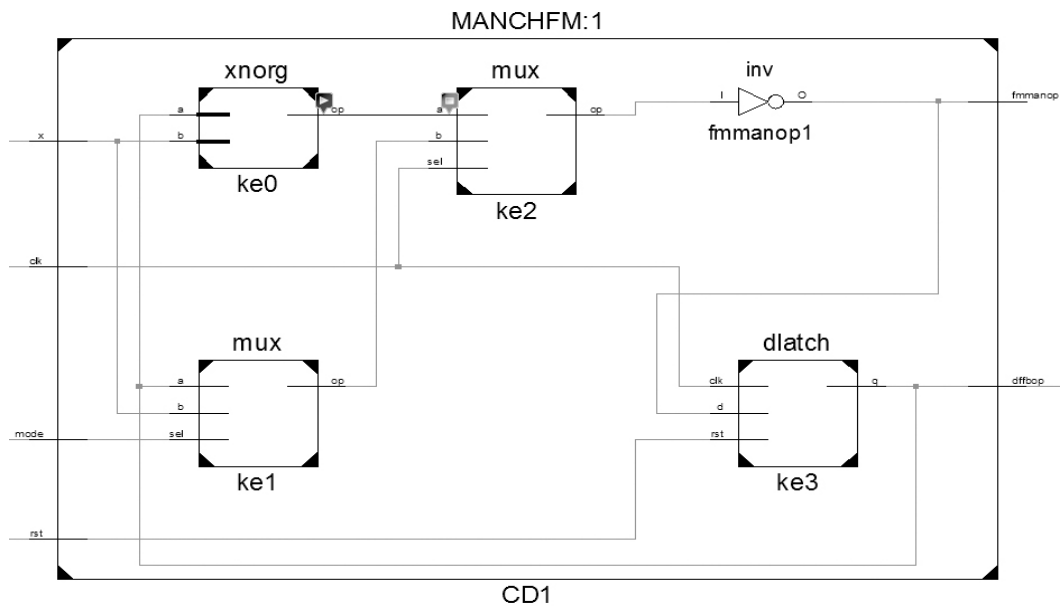 MANCHFM:1
xnorg
mux
inv
a
op
a
op
I
O
fmmanop
x
b
b
fmmanop1
sel
ke0
ke2
clk
mux
dlatch
a
op
clk
q
dffbop
b
d
mode
sel
rst
ke1
ke3
rst
CD1